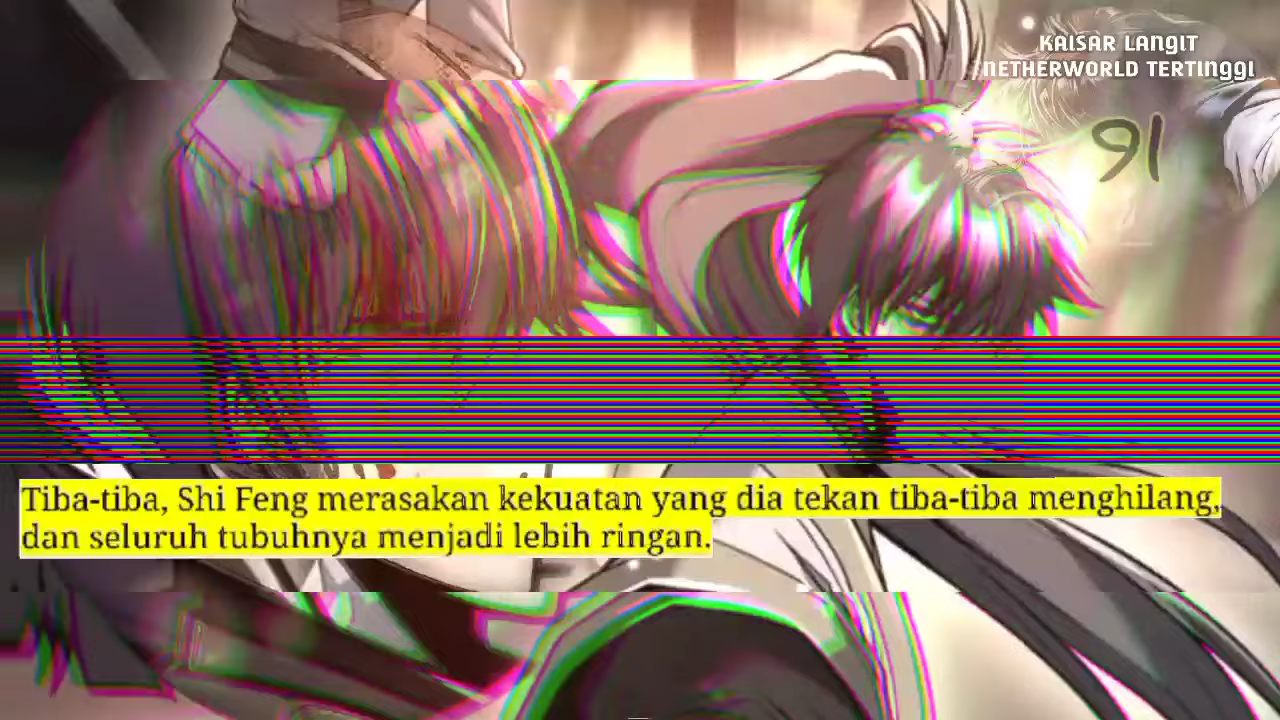 KAISAR LANGIT
NETHERWORLD TERTINGGI
91
Tiba-tiba, Shi Feng merasakan kekuatan yang dia tekan tiba-tiba menghilang,
dan seluruh tubuhnya menjadi lebih ringan.